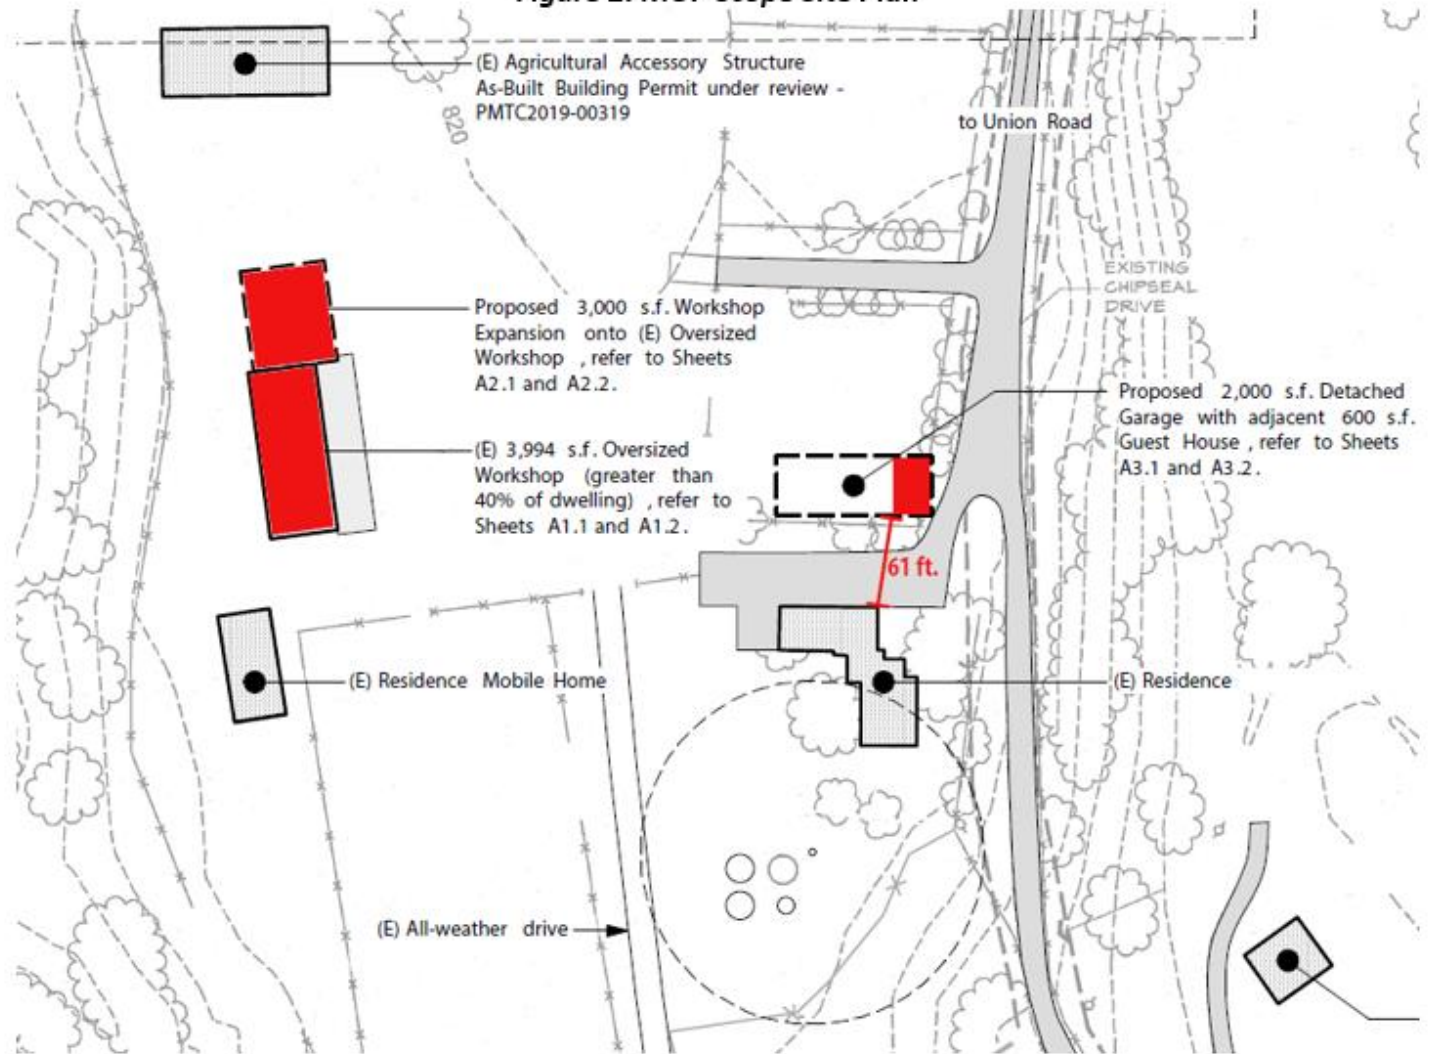 (E) Agricultural Accessory Structure
As-Built Building Permit under review -
PMTC2019-00319
820
to Union Road
EXISTING
CHIPSEAL
DRIVE
Proposed 3,000 s.f. Workshop
Expansion onto (E) Oversized
Workshop , refer to Sheets
A2.1 and A2.2.
Proposed 2,000 s.f. Detached
Garage with adjacent 600 s.f.
Guest House , refer to Sheets
A3.1 and A3.2.
(E) 3,994 s.f. Oversized
Workshop (greater than
40% of dwelling) , refer to
Sheets A1.1 and A1.2.
61 ft.
(E) Residence Mobile Home
(E) Residence
(E) All-weather drive